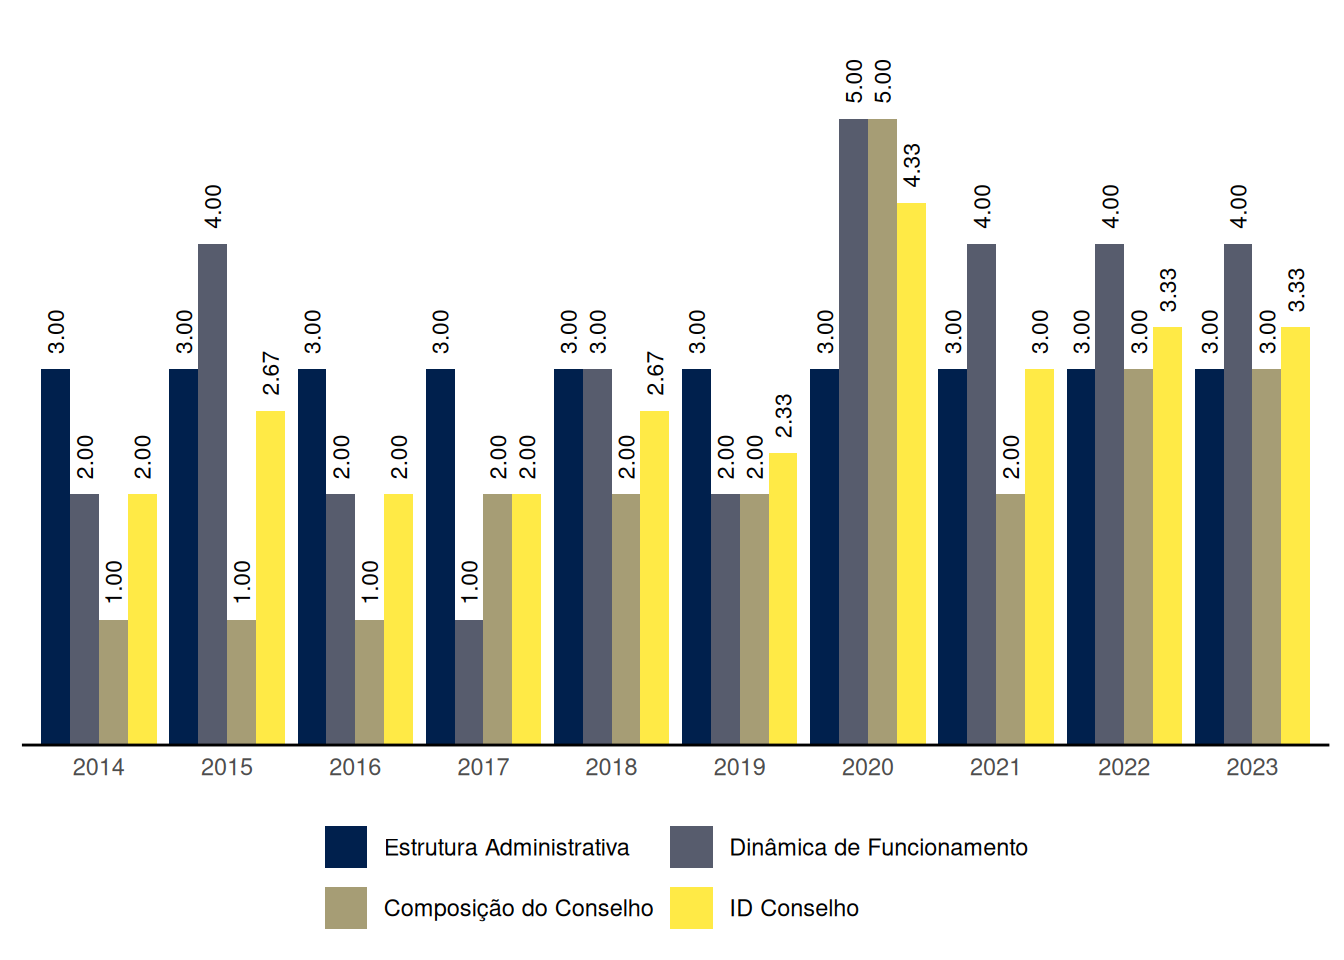 5.00 5.00
4.33
4.00 4.00 4.00 4.00
3.00 3.00 3.00 3.00 3.00 3.00 3.00 3.00 3.00 3.00 3.00 3.00 3.33 3.00 3.00 3.33
2.67 2.67
2.33
2.00 2.00 2.00 2.00 2.00 2.00 2.00 2.00 2.00 2.00
1.00 1.00 1.00 1.00
2014 2015 2016 2017 2018 2019 2020 2021 2022 2023
Estrutura Administrativa Dinâmica de Funcionamento
Composição do Conselho ID Conselho